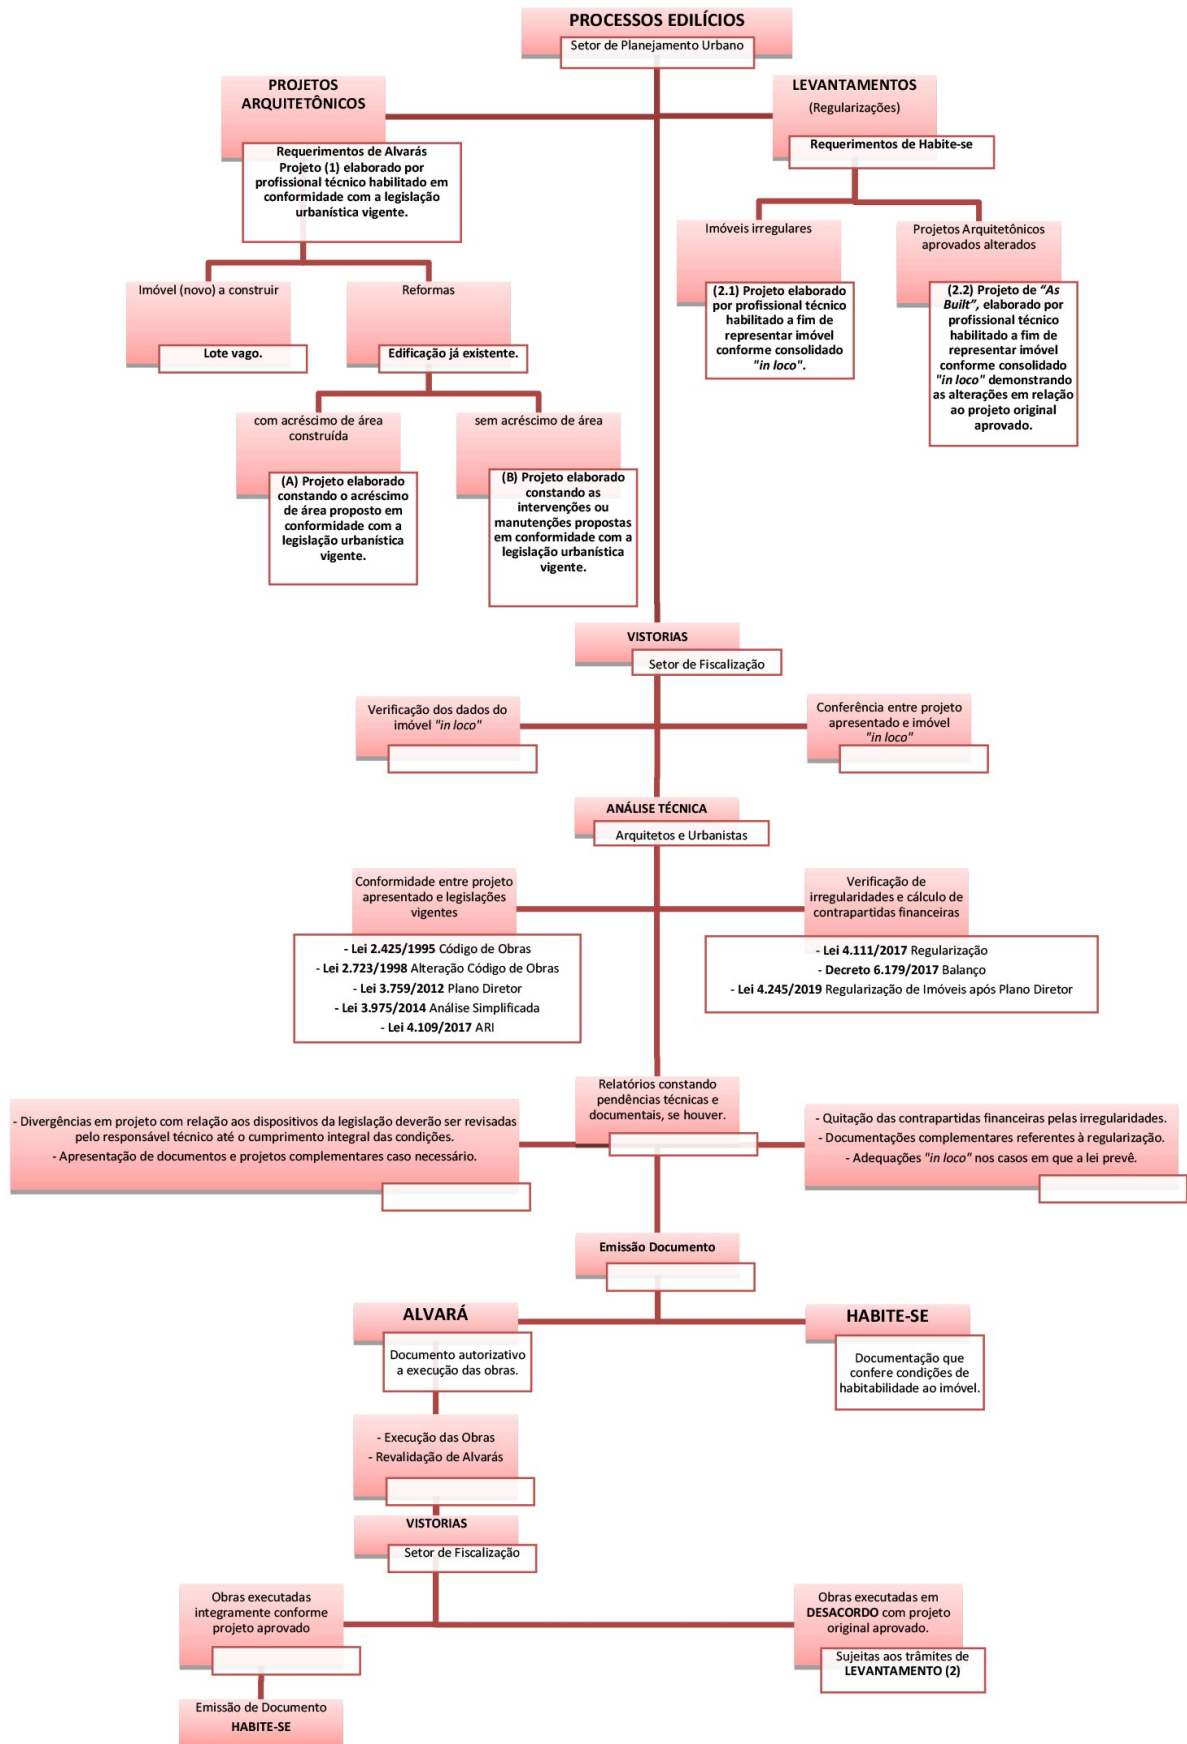 PROCESSOS EDILÍCIOS
Setor de Planejamento Urbano
PROJETOS
ARQUITETÔNICOS
Requerimentos de Alvarás
Projeto (1) elaborado por
profissional técnico habilitado em
conformidade com a legislação
urbanística vigente.
LEVANTAMENTOS
(Regularizações)
Requerimentos de Habite-se
Imóvel (novo) a construir
Lote vago.
Reformas
Edificação já existente.
com acréscimo de área
construída
(A) Projeto elaborado
constando o acréscimo
de área proposto em
conformidade com a
legislação urbanística
vigente.
sem acréscimo de área
(B) Projeto elaborado
constando as
intervenções ou
manutenções propostas
em conformidade com a
legislação urbanística
vigente.
Imóveis irregulares
(2.1) Projeto elaborado
por profissional técnico
habilitado a fim de
representar imóvel
conforme consolidado
"in loco".
Projetos Arquitetônicos
aprovados alterados
(2.2) Projeto de “As
Built”, elaborado por
profissional técnico
habilitado a fim de
representar imóvel
conforme consolidado
"in loco" demonstrando
as alterações em relação
ao projeto original
aprovado.
VISTORIAS
Setor de Fiscalização
Verificação dos dados do
imóvel "in loco"
Conferência entre projeto
apresentado e imóvel
"in loco"
ANÁLISE TÉCNICA
Arquitetos e Urbanistas
Conformidade entre projeto
apresentado e legislações
vigentes
- Lei 2.425/1995 Código de Obras
- Lei 2.723/1998 Alteração Código de Obras
- Lei 3.759/2012 Plano Diretor
- Lei 3.975/2014 Análise Simplificada
- Lei 4.109/2017 ARI
Verificação de
irregularidades e cálculo de
contrapartidas financeiras
- Lei 4.111/2017 Regularização
- Decreto 6.179/2017 Balanço
- Lei 4.245/2019 Regularização de Imóveis após Plano Diretor
Relatórios constando
pendências técnicas e
documentais, se houver.
- Divergências em projeto com relação aos dispositivos da legislação deverão ser revisadas
pelo responsável técnico até o cumprimento integral das condições.
- Apresentação de documentos e projetos complementares caso necessário.
- Quitação das contrapartidas financeiras pelas irregularidades.
- Documentações complementares referentes à regularização.
- Adequações "in loco" nos casos em que a lei prevê.
Emissão Documento
ALVARÁ
Documento autorizativo
a execução das obras.
HABITE-SE
Documentação que
confere condições de
habitabilidade ao imóvel.
- Execução das Obras
- Revalidação de Alvarás
VISTORIAS
Setor de Fiscalização
Obras executadas
integramente conforme
projeto aprovado
Obras executadas em
DESACORDO com projeto
original aprovado.
Sujeitas aos trâmites de
LEVANTAMENTO (2)
Emissão de Documento
HABITE-SE